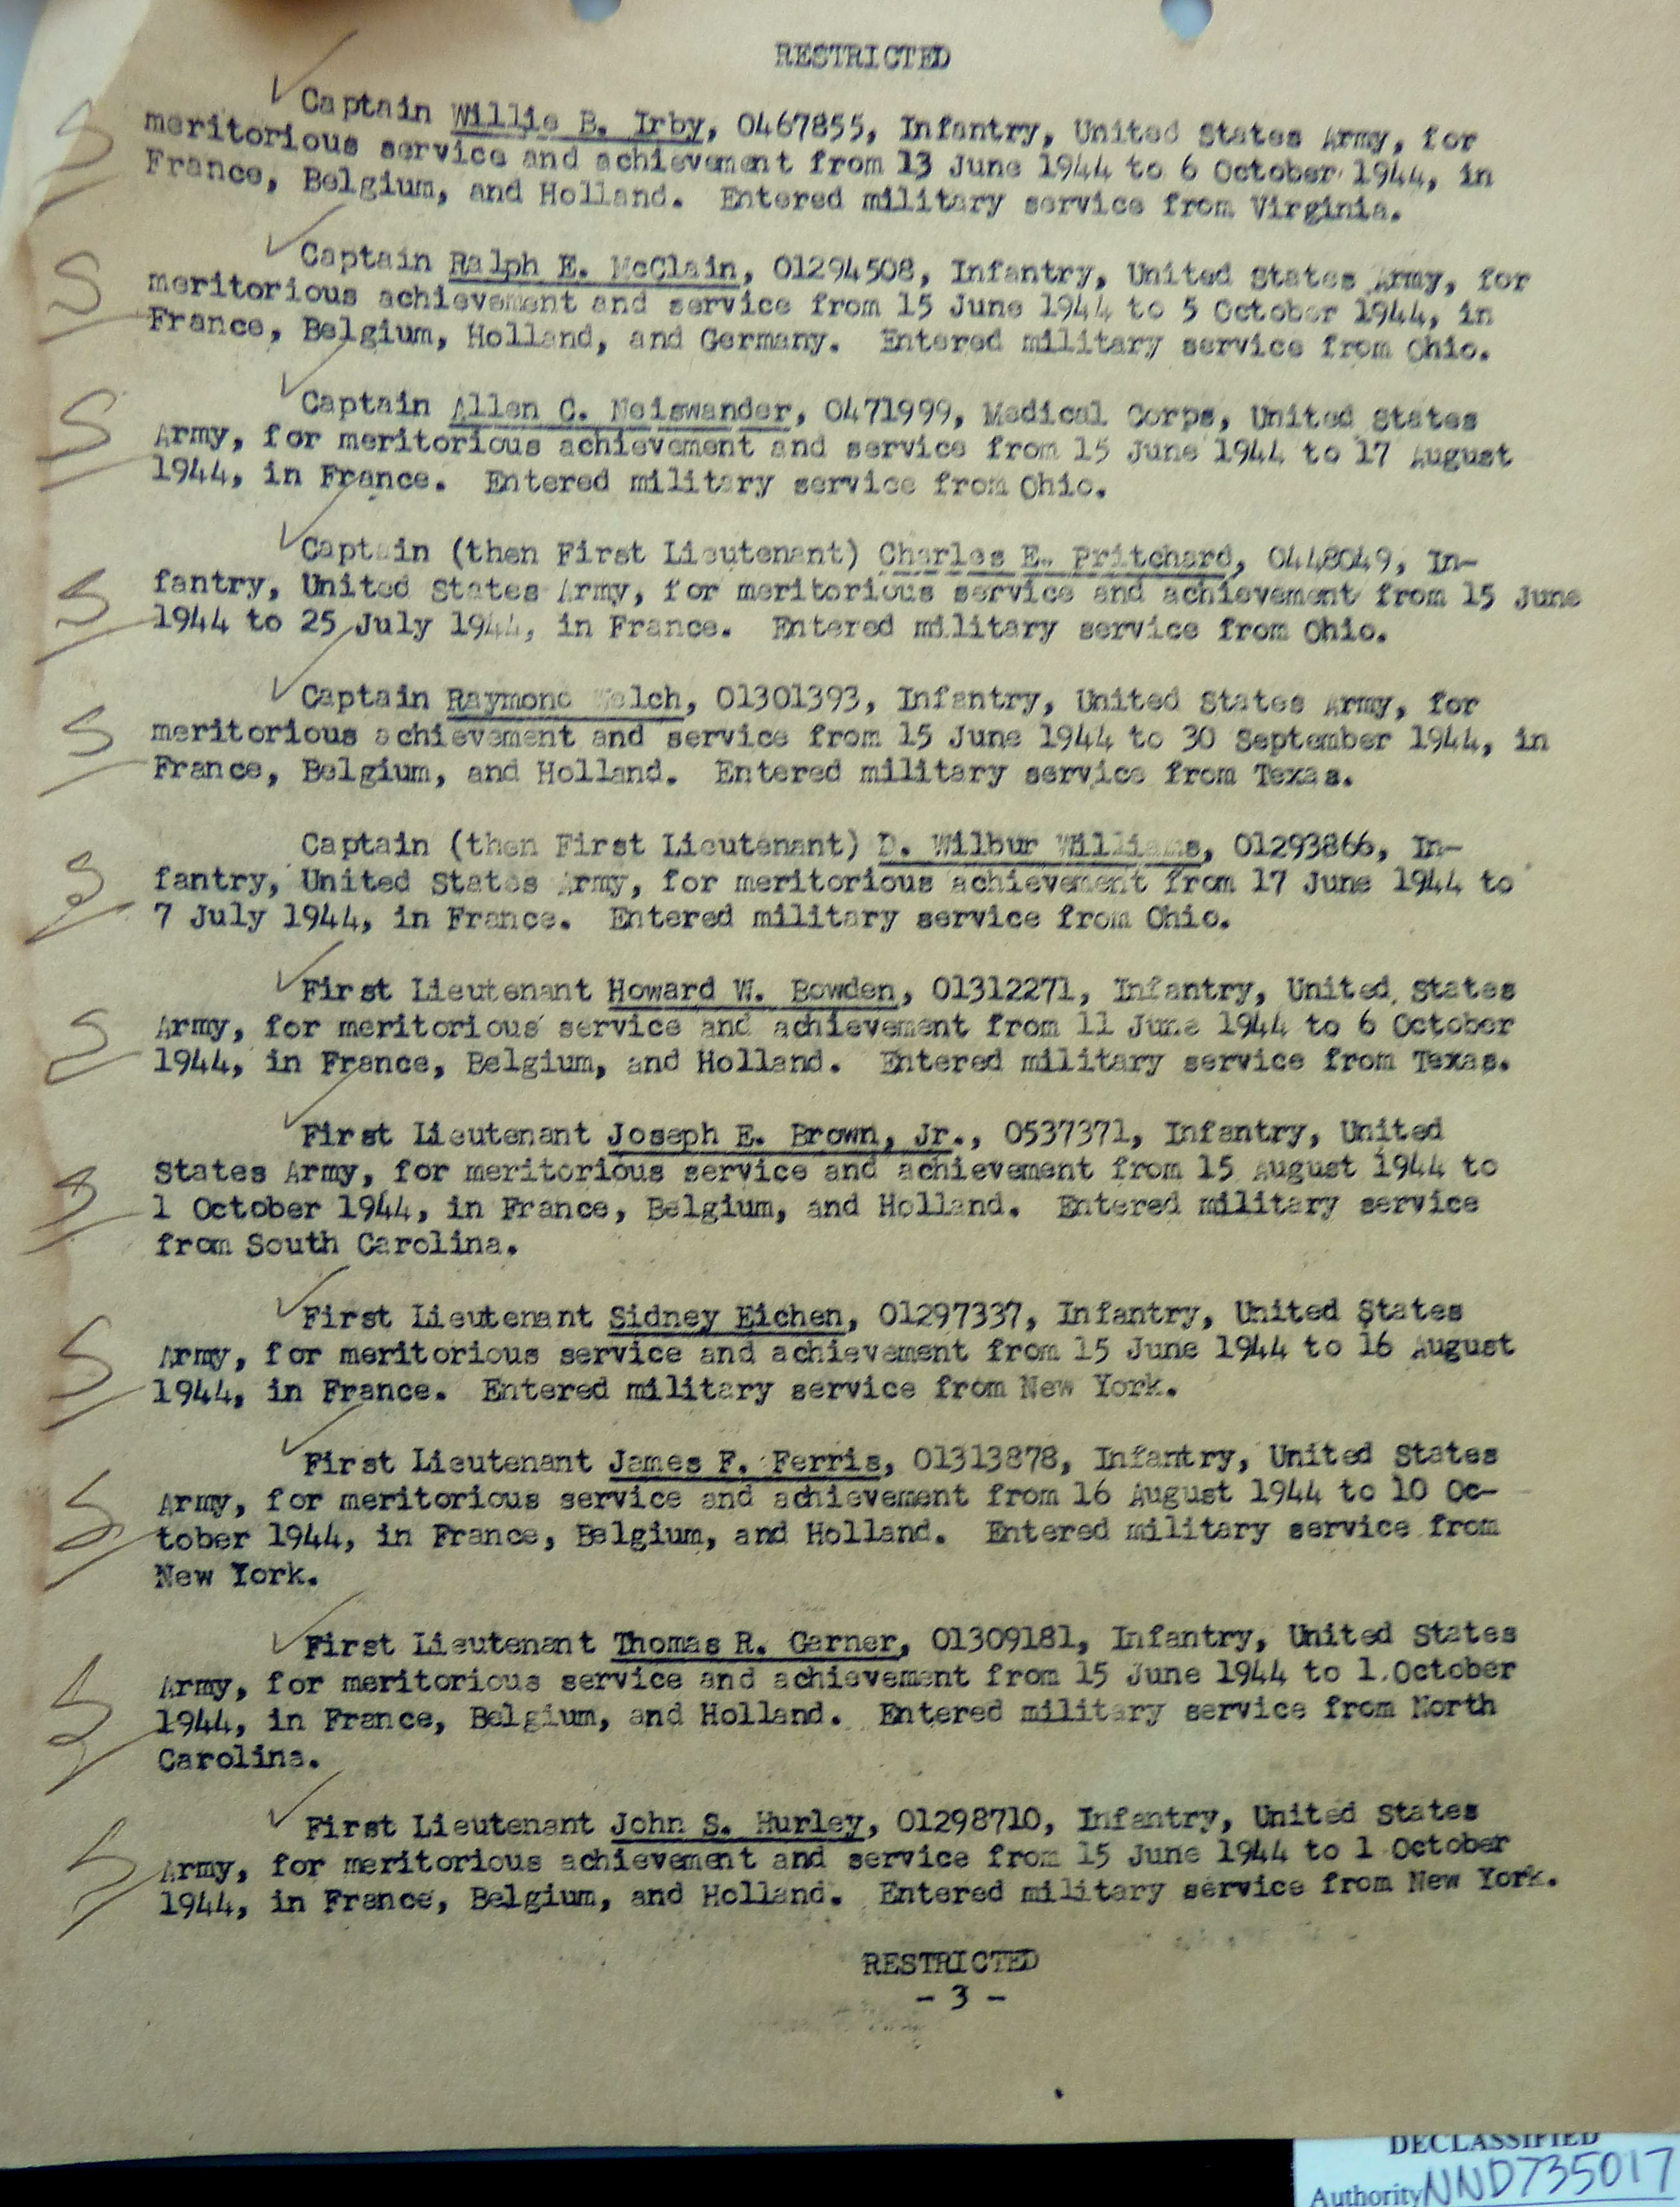 RESTRICTED
Captain Willie B. Irby, 0467855, Infantry, United States Army, for
meritorious service and achievement from 13 June 1944 to 6 October 1944, in
France, Belgium, and Holland. Entered military service from Virginia.
Captain Ralph E. McClain, 01294508, Infantry, United States Army, for
meritorious achievement and service from 15 June 1944 to 5 October 1944, in
France, Belgium, Holland, and Germany. Entered military service from Ohio.
Captain Allen C. Neiswander, 0471999, Medical Corps, United States
Army, for meritorious achievement and service from 15 June 1944 to 17 August
1944, in France. Entered military service from Ohio.
Captain (then First Lieutenant) Charles E. Pritchard, 0448049, In-
fantry, United States Army, for meritorious service and achievement from 15 June
1944 to 25 July 1944, in France. Entered military service from Ohio.
Captain Raymond Welch, 01301393, Infantry, United States Army, for
meritorious achievement and service from 15 June 1944 to 30 September 1944, in
France, Belgium, and Holland. Entered military service from Texas.
Captain (then First Lieutenant) D. Wilbur Williams, 01293866, In-
fantry, United States Army, for meritorious achievement from 17 June 1944 to
7 July 1944, in France. Entered military service from Ohio.
First Lieutenant Howard W. Bowden, 01312271, Infantry, United States
Army, for meritorious service and achievement from 11 June 1944 to 6 October
1944, in France, Belgium, and Holland. Entered military service from Texas.
First Lieutenant Joseph E. Brown, Jr., 0537371, Infantry, United
States Army, for meritorious service and achievement from 15 August 1944 to
1 October 1944, in France, Belgium, and Holland. Entered military service
from South Carolina.
First Lieutenant Sidney Eichen, 01297337, Infantry, United States
Army, for meritorious service and achievement from 15 June 1944 to 16 August
1944, in France. Entered military service from New York.
First Lieutenant James F. Ferris, 01313878, Infantry, United States
Army, for meritorious service and achievement from 16 August 1944 to 10 Oc-
tober 1944, in France, Belgium, and Holland. Entered military service from
New York.
First Lieutenant Thomas R. Garner, 01309181, Infantry, United States
Army, for meritorious service and achievement from 15 June 1944 to 1 October
1944, in France, Belgium, and Holland. Entered military service from North
Carolina.
First Lieutenant John S. Hurley, 01298710, Infantry, United States
Army, for meritorious achievement and service from 15 June 1944 to 1 October
1944, in France, Belgium, and Holland. Entered military service from New York.
RESTRICTED
- 3 -
DECLASSIFIED
Authority NND735017